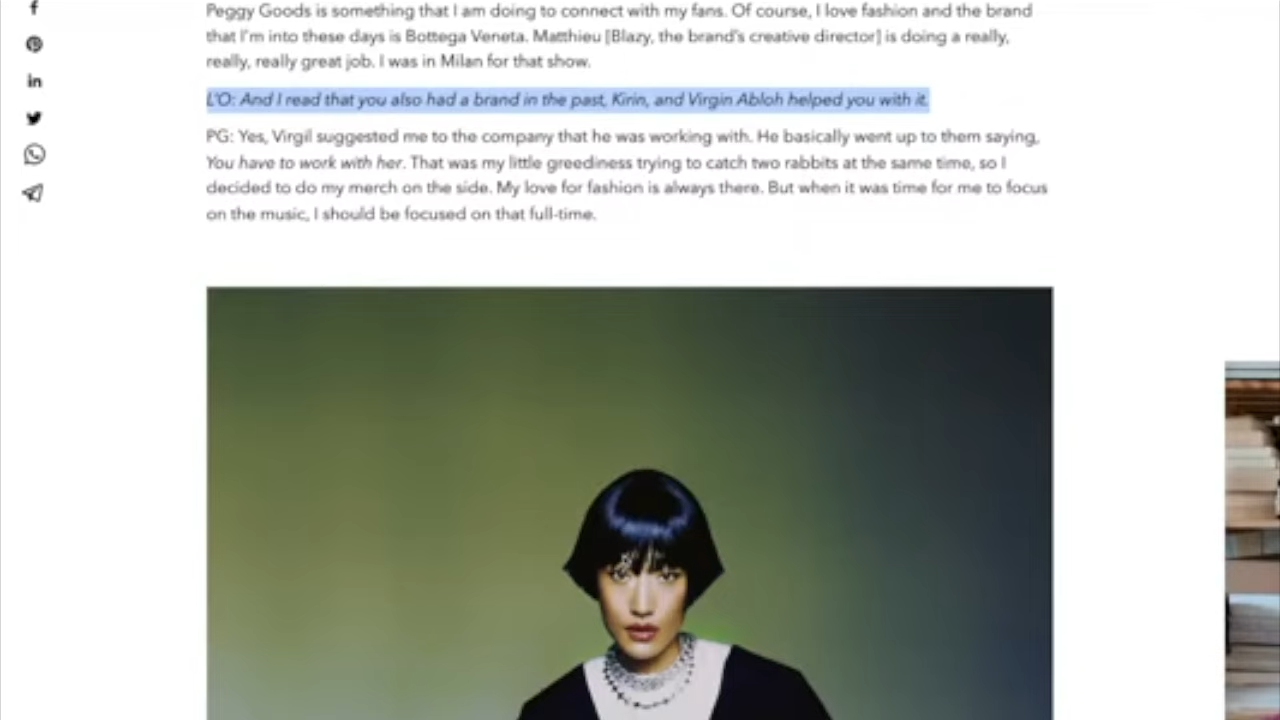 Peggy Goods is something that I am doing to connect with my fans. Of course, I love fashion and the brand
that I'm into these days is Bottega Veneta. Matthieu [Blazy, the brand's creative director] is doing a really,
really, really great job. I was in Milan for that show.
L'O: And I read that you also had a brand in the past, Kirin, and Virgin Abloh helped you with it.
PG: Yes, Virgil suggested me to the company that he was working with. He basically went up to them saying,
You have to work with her. That was my little greediness trying to catch two rabbits at the same time, so I
decided to do my merch on the side. My love for fashion is always there. But when it was time for me to focus
on the music, I should be focused on that full-time.